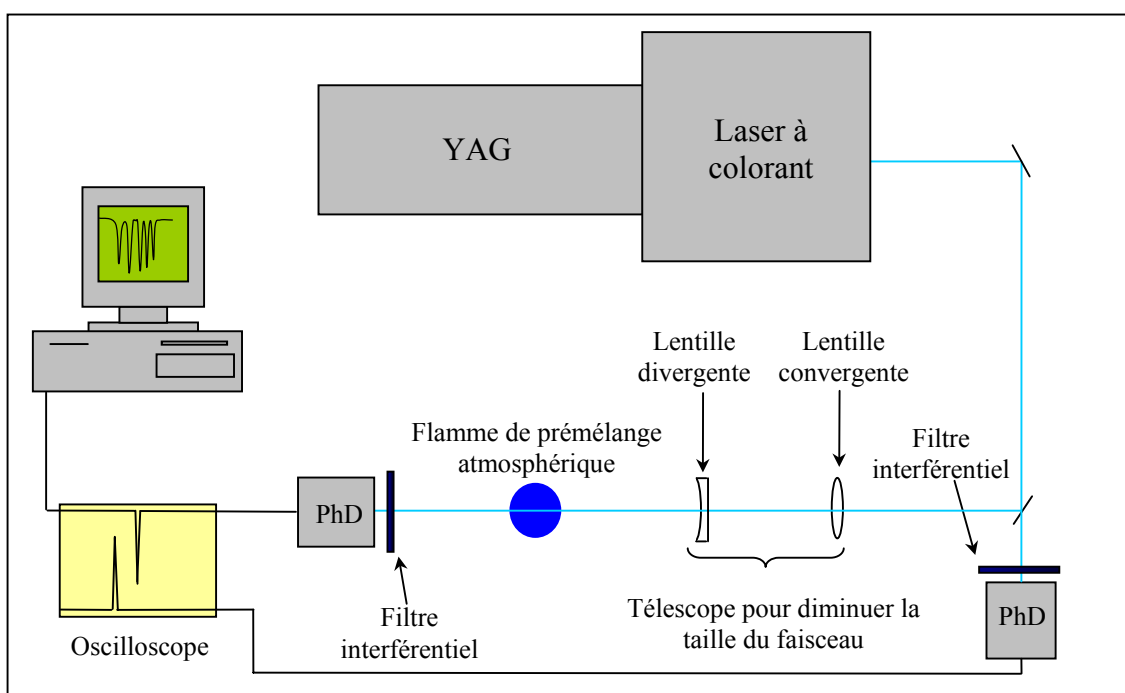 YAG
Laser à
colorant
Lentille
divergente
Lentille
convergente
Flamme de prémélange
atmosphérique
Filtre
interférentiel
PhD
PhD
Oscilloscope
Filtre
interférentiel
Télescope pour diminuer la
taille du faisceau